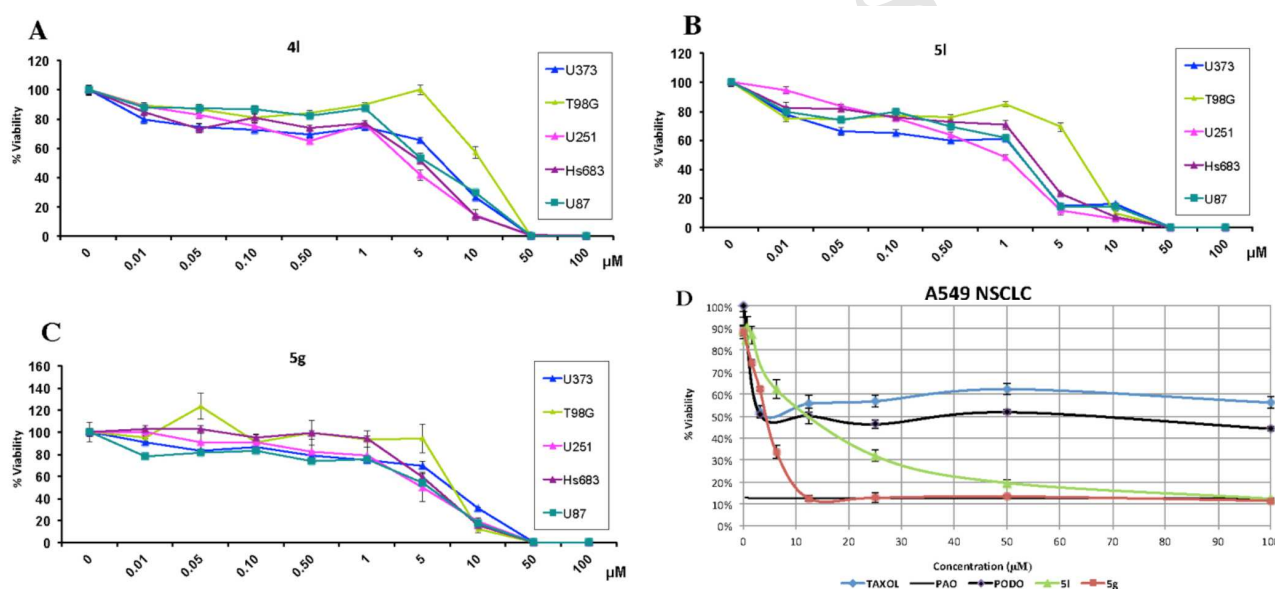 A
4l
120
100
80
60
40
20
0
% Viability
0 0.01 0.05 0.10 0.50 1 5 10 50 100 µM
U373
T98G
U251
Hs683
U87
B
5l
120
100
80
60
40
20
0
% Viability
0 0.01 0.05 0.10 0.50 1 5 10 50 100 µM
U373
T98G
U251
Hs683
U87
C
5g
160
140
120
100
80
60
40
20
0
% Viability
0 0.01 0.05 0.10 0.50 1 5 10 50 100 µM
U373
T98G
U251
Hs683
U87
D
A549 NSCLC
100%
90%
80%
70%
60%
50%
40%
30%
20%
10%
0%
% Viability
0 10 20 30 40 50 60 70 80 90 100
Concentration (µM)
TAXOL PAO PODO 5l 5g